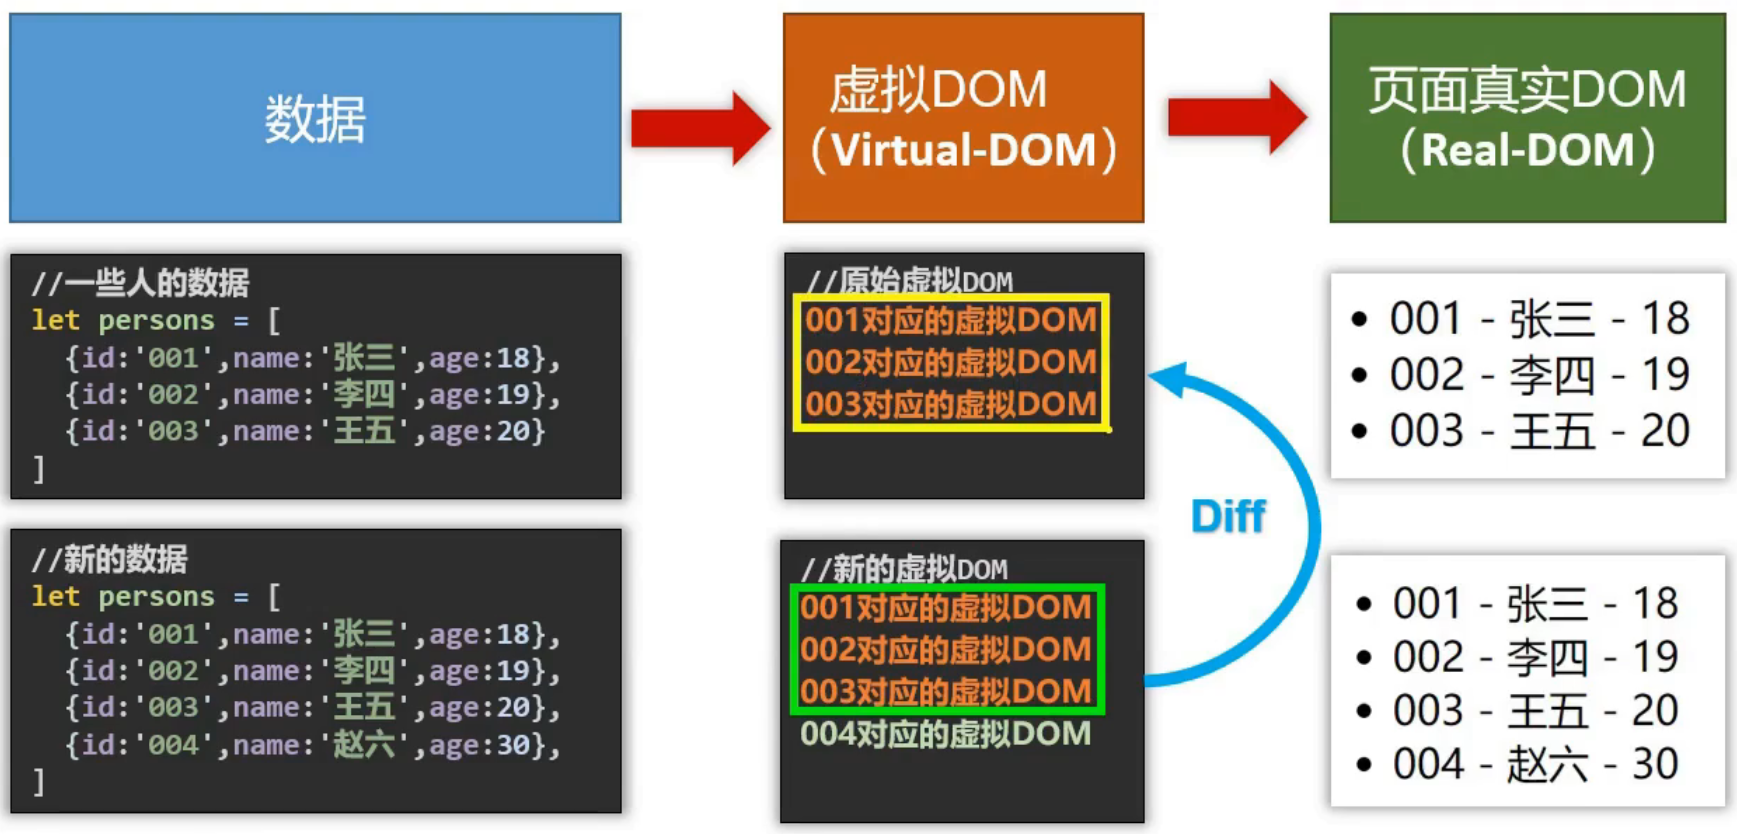 数据
虚拟DOM
（Virtual-DOM）
页面真实DOM
（Real-DOM）
//一些人的数据
let persons = [
{id:'001',name:'张三',age:18},
{id:'002',name:'李四',age:19},
{id:'003',name:'王五',age:20}
]
//原始虚拟DOM
001对应的虚拟DOM
002对应的虚拟DOM
003对应的虚拟DOM
• 001 - 张三 - 18
• 002 - 李四 - 19
• 003 - 王五 - 20
Diff
//新的数据
let persons = [
{id:'001',name:'张三',age:18},
{id:'002',name:'李四',age:19},
{id:'003',name:'王五',age:20},
{id:'004',name:'赵六',age:30},
]
//新的虚拟DOM
001对应的虚拟DOM
002对应的虚拟DOM
003对应的虚拟DOM
004对应的虚拟DOM
• 001 - 张三 - 18
• 002 - 李四 - 19
• 003 - 王五 - 20
• 004 - 赵六 - 30